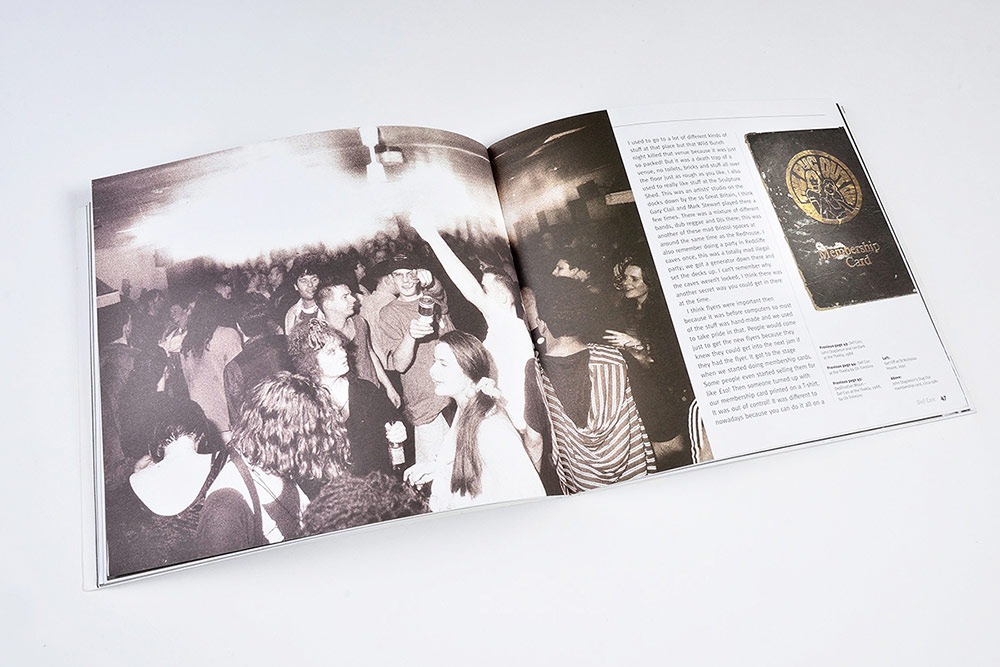 I used to go to a lot of different kinds of
stuff at that place but that Wild Bunch
night killed that venue because it was just
so packed! But it was a death trap of a
venue, no toilets, bricks and stuff all over
the floor just as rough as you like. I also
used to really like stuff at the Sculpture
Shed. This was an artists' studio on the
docks down by the ss Great Britain, I think
Gary Clail and Mark Stewart played there a
few times. There was a mixture of different
bands, dub reggae and DJs there; this was
another of these mad Bristol spaces at
around the same time as the Redhouse. I
also remember doing a party in Redcliffe
caves once, this was a totally mad illegal
party; we got a generator down there and
set the decks up. I can't remember why
the caves weren't locked, I think there was
another secret way you could get in there
at the time.
I think flyers were important then
because it was before computers so most
of the stuff was hand-made and we used
to take pride in that. People would come
just to get the new flyers because they
knew they could get into the next jam if
they had the flyer. It got to the stage
when we started doing membership cards.
Some people even started selling them for
like £10! Then someone turned up with
our membership card printed on a T-shirt.
It was out of control! It was different to
nowadays because you can do it all on a
Membership
Card
Previous page
Previous page
Previous page
Left:
Above:
Def Con
47